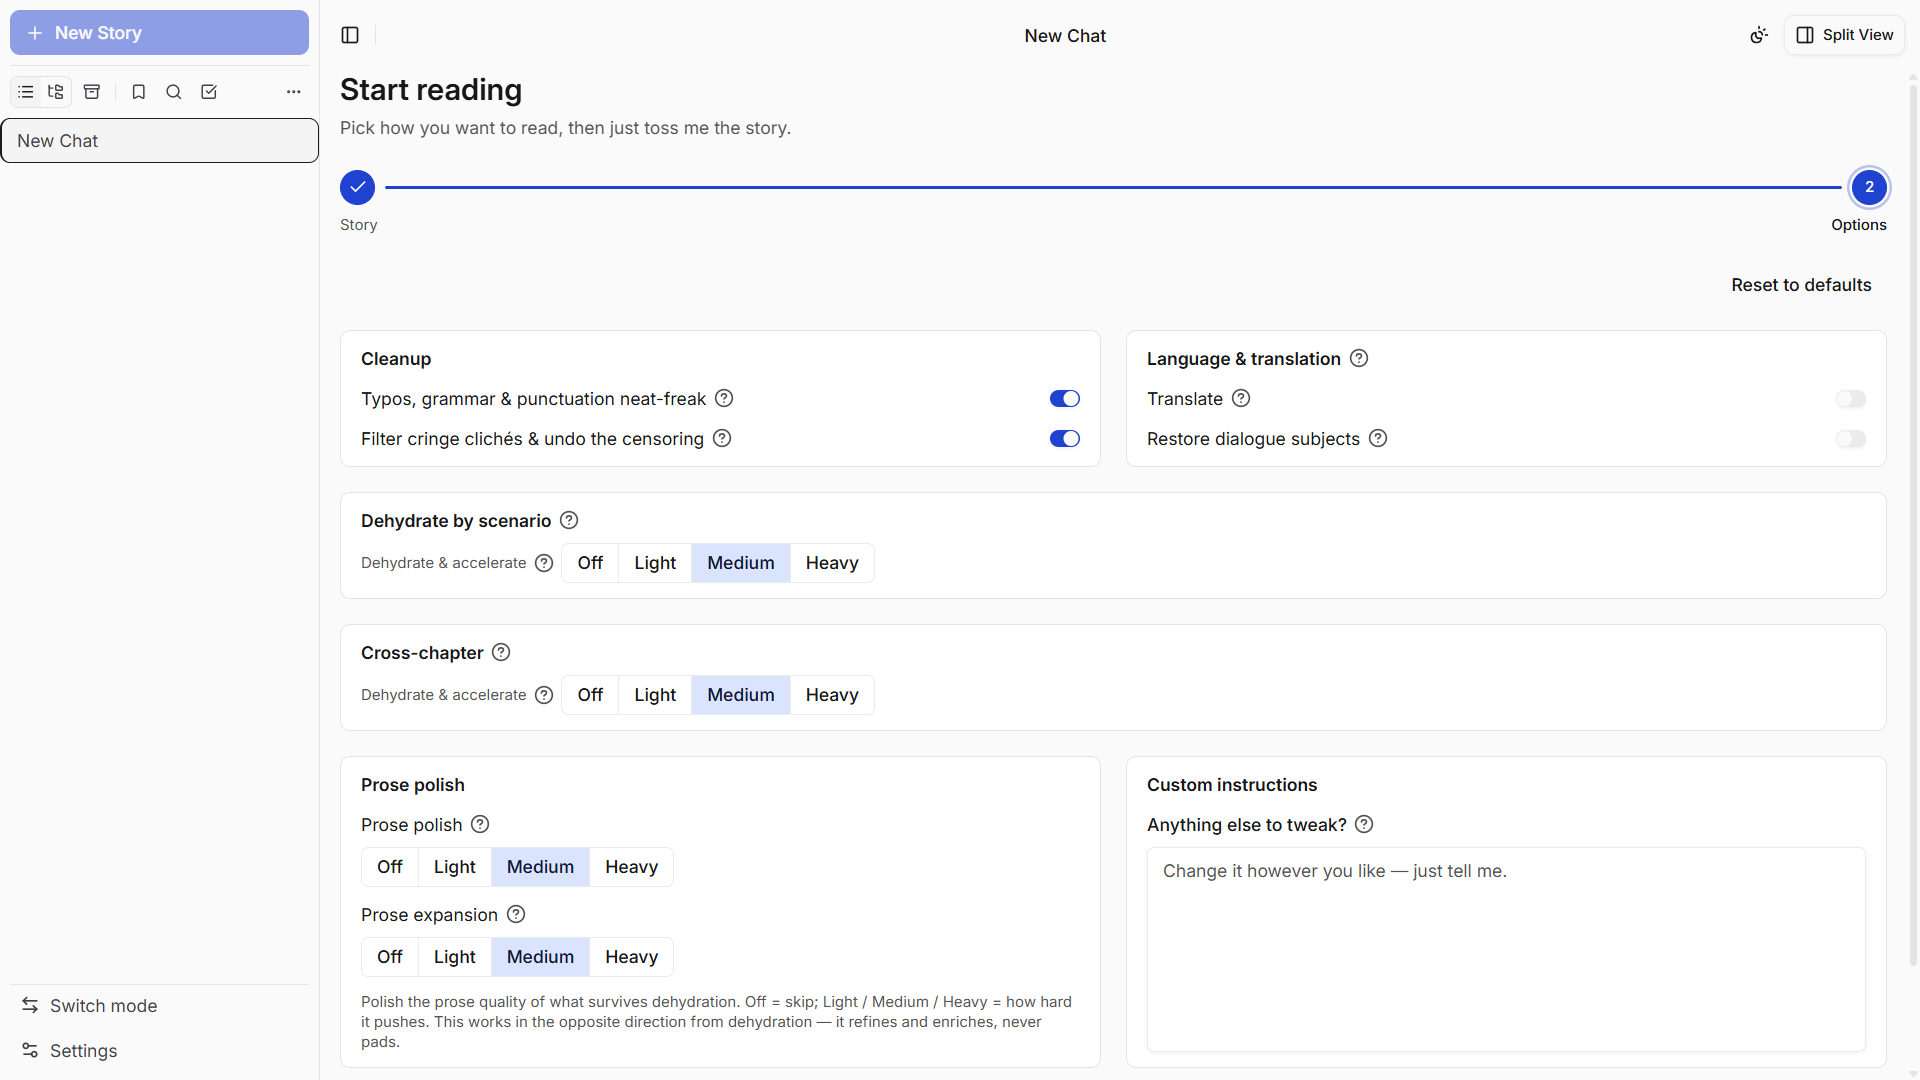 New Story
New Chat
Split View
New Chat
Start reading
Pick how you want to read, then just toss me the story.
2
Story
Options
Reset to defaults
Cleanup
Typos, grammar & punctuation neat-freak
Filter cringe clichés & undo the censoring
Language & translation
Translate
Restore dialogue subjects
Dehydrate by scenario
Dehydrate & accelerate Off Light Medium Heavy
Cross-chapter
Dehydrate & accelerate Off Light Medium Heavy
Prose polish
Prose polish
Off Light Medium Heavy
Prose expansion
Off Light Medium Heavy
Polish the prose quality of what survives dehydration. Off = skip; Light / Medium / Heavy = how hard
it pushes. This works in the opposite direction from dehydration — it refines and enriches, never
pads.
Custom instructions
Anything else to tweak?
Change it however you like — just tell me.
Switch mode
Settings